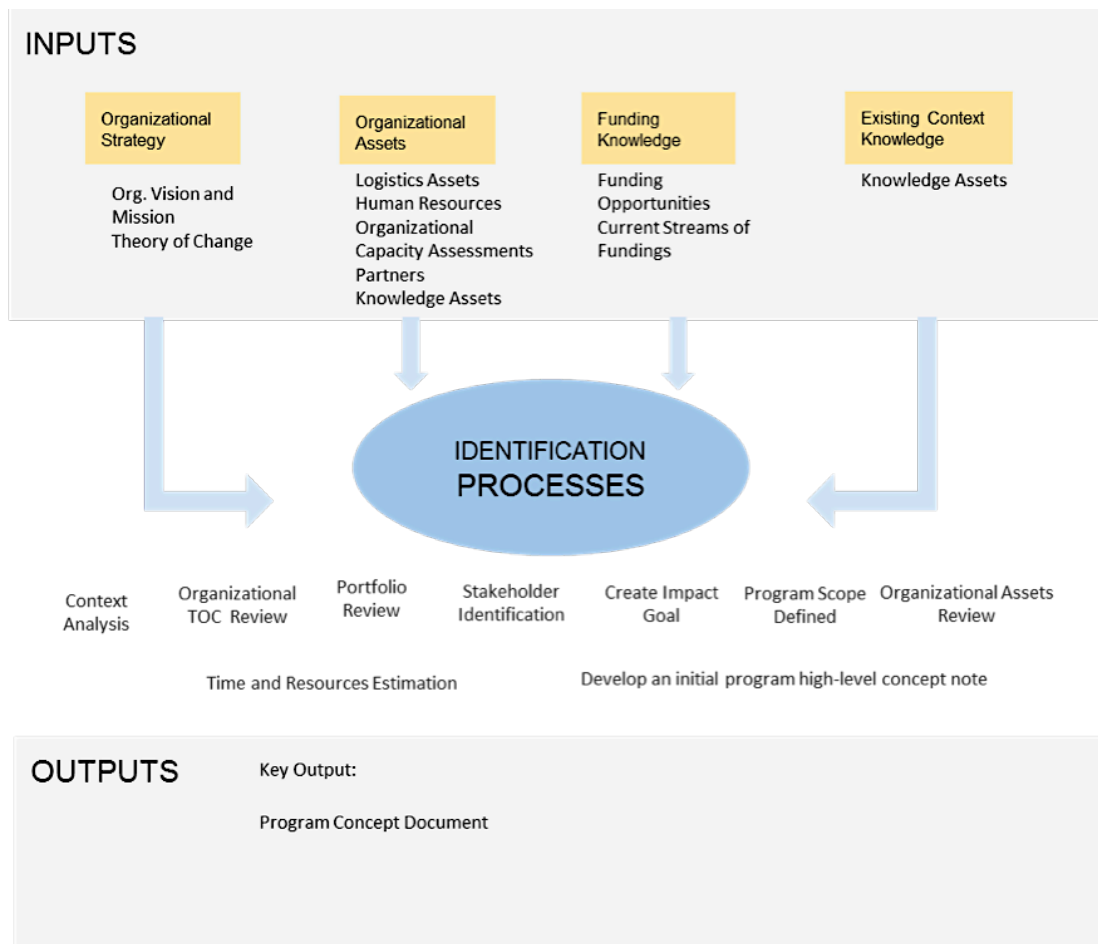 INPUTS
Organizational
Strategy
Org. Vision and
Mission
Theory of Change
Organizational
Assets
Logistics Assets
Human Resources
Organizational
Capacity Assessments
Partners
Knowledge Assets
Funding
Knowledge
Funding
Opportunities
Current Streams of
Fundings
Existing Context
Knowledge
Knowledge Assets
IDENTIFICATION
PROCESSES
Context
Analysis
Organizational
TOC Review
Portfolio
Review
Stakeholder
Identification
Create Impact
Goal
Program Scope
Defined
Organizational Assets
Review
Time and Resources Estimation
Develop an initial program high-level concept note
OUTPUTS
Key Output:
Program Concept Document